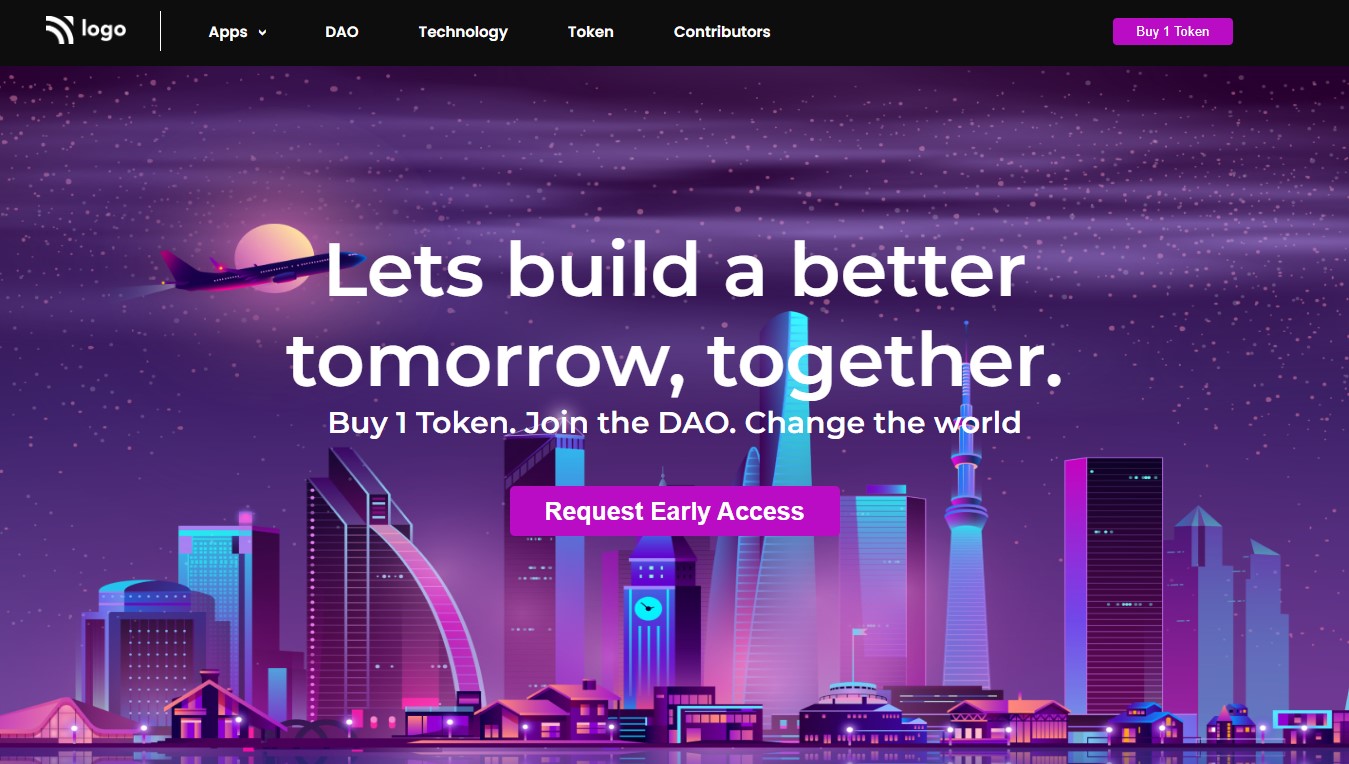 logo
Apps
DAO
Technology
Token
Contributors
Buy 1 Token
Lets build a better
tomorrow, together.
Buy 1 Token. Join the DAO. Change the world
Request Early Access